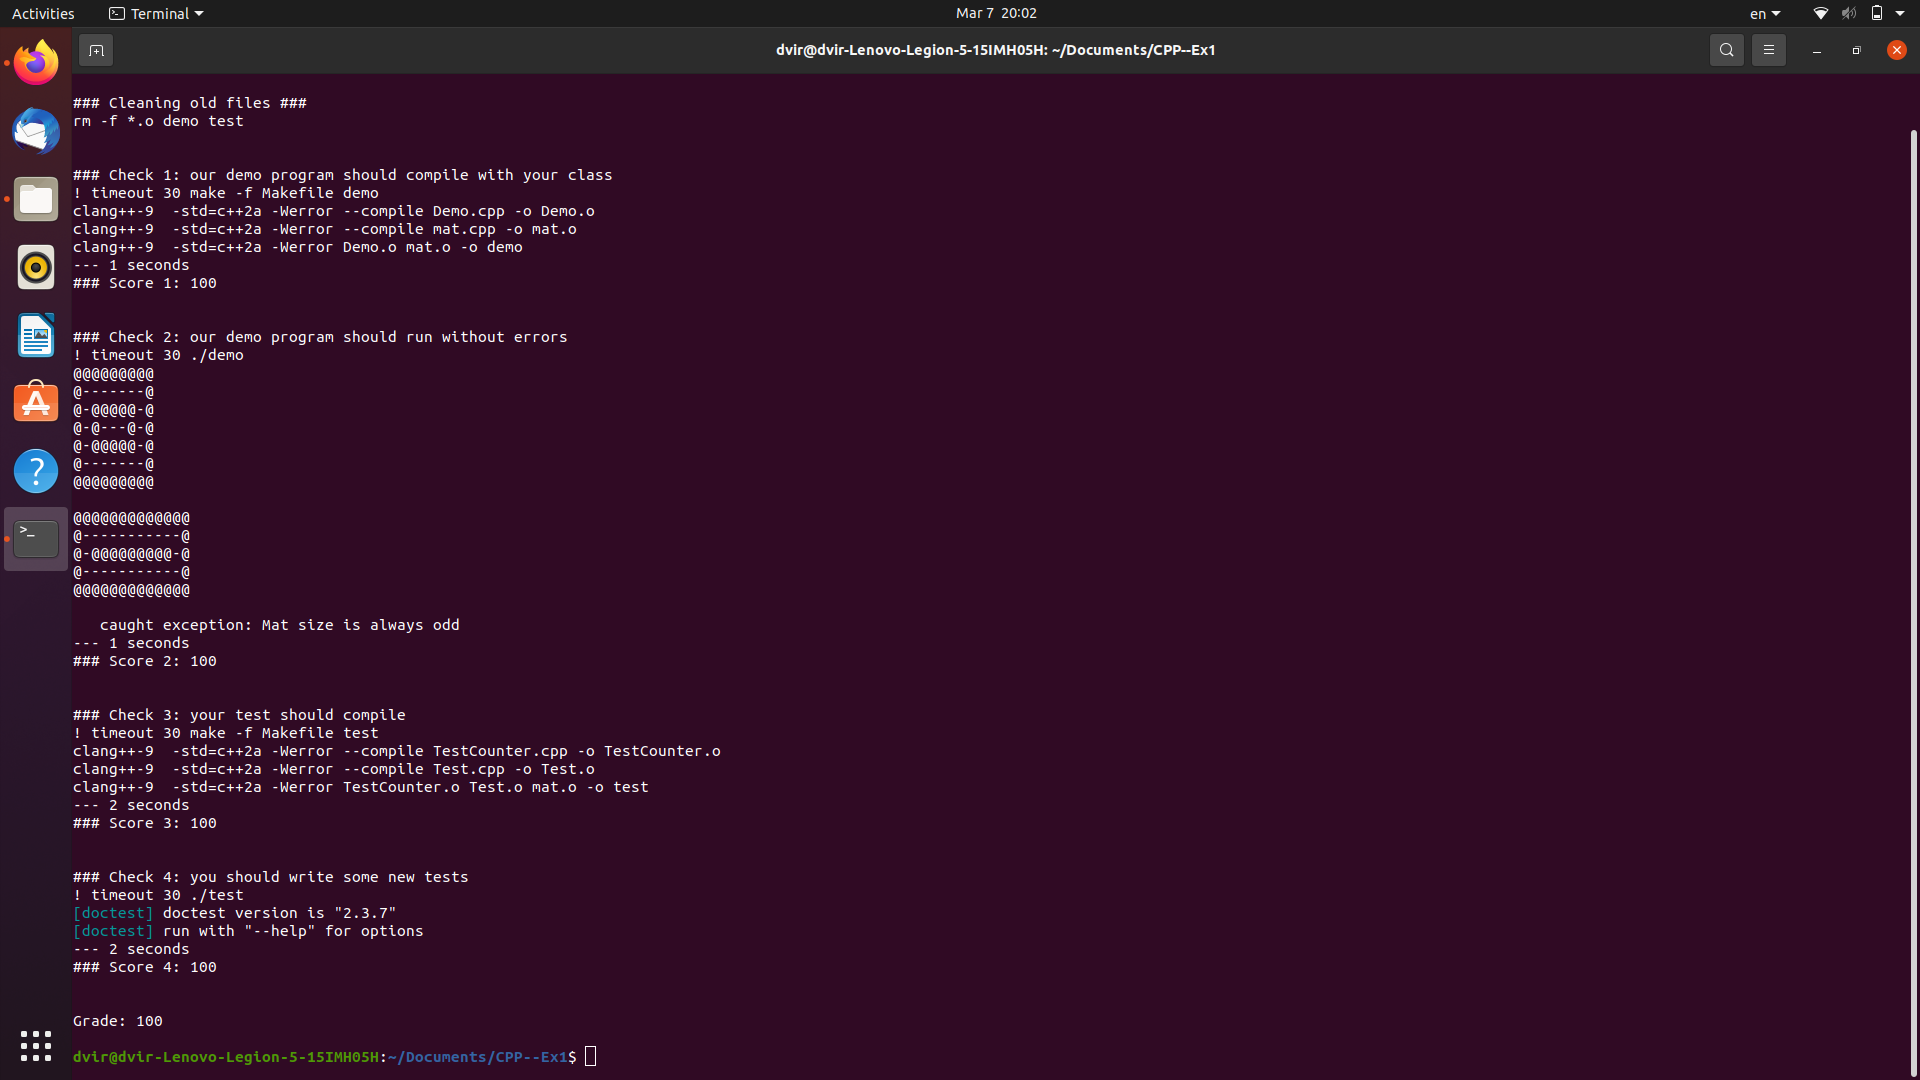 Activities
Terminal
Mar 7 20:02
en
dvir@dvir-Lenovo-Legion-5-15IMH05H: ~/Documents/CPP--Ex1
### Cleaning old files ###
rm -f *.o demo test
### Check 1: our demo program should compile with your class
! timeout 30 make -f Makefile demo
clang++-9  -std=c++2a -Werror --compile Demo.cpp -o Demo.o
clang++-9  -std=c++2a -Werror --compile mat.cpp -o mat.o
clang++-9  -std=c++2a -Werror Demo.o mat.o -o demo
--- 1 seconds
### Score 1: 100
### Check 2: our demo program should run without errors
! timeout 30 ./demo
@@@@@@@@@
@-------@
@-@@@@@-@
@-@---@-@
@-@@@@@-@
@-------@
@@@@@@@@@
@@@@@@@@@@@@@
@-----------@
@-@@@@@@@@@-@
@-----------@
@@@@@@@@@@@@@
   caught exception: Mat size is always odd
--- 1 seconds
### Score 2: 100
### Check 3: your test should compile
! timeout 30 make -f Makefile test
clang++-9  -std=c++2a -Werror --compile TestCounter.cpp -o TestCounter.o
clang++-9  -std=c++2a -Werror --compile Test.cpp -o Test.o
clang++-9  -std=c++2a -Werror TestCounter.o Test.o mat.o -o test
--- 2 seconds
### Score 3: 100
### Check 4: you should write some new tests
! timeout 30 ./test
[doctest] doctest version is "2.3.7"
[doctest] run with "--help" for options
--- 2 seconds
### Score 4: 100
Grade: 100
dvir@dvir-Lenovo-Legion-5-15IMH05H:~/Documents/CPP--Ex1$